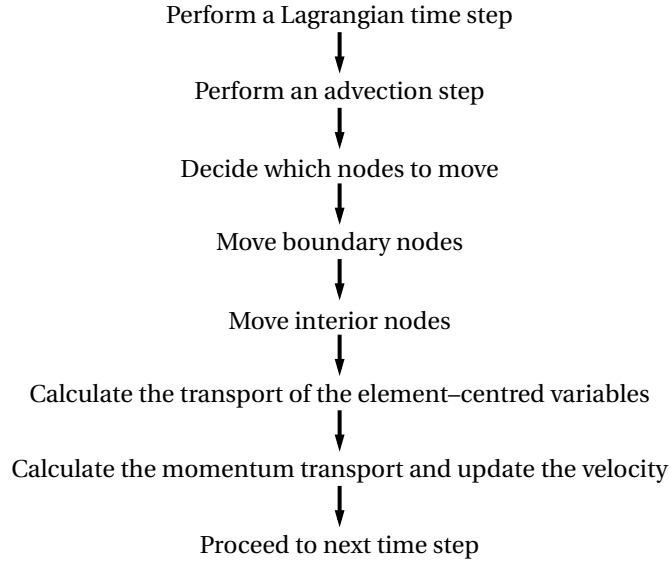 Perform a Lagrangian time step
Perform an advection step
Decide which nodes to move
Move boundary nodes
Move interior nodes
Calculate the transport of the element–centred variables
Calculate the momentum transport and update the velocity
Proceed to next time step